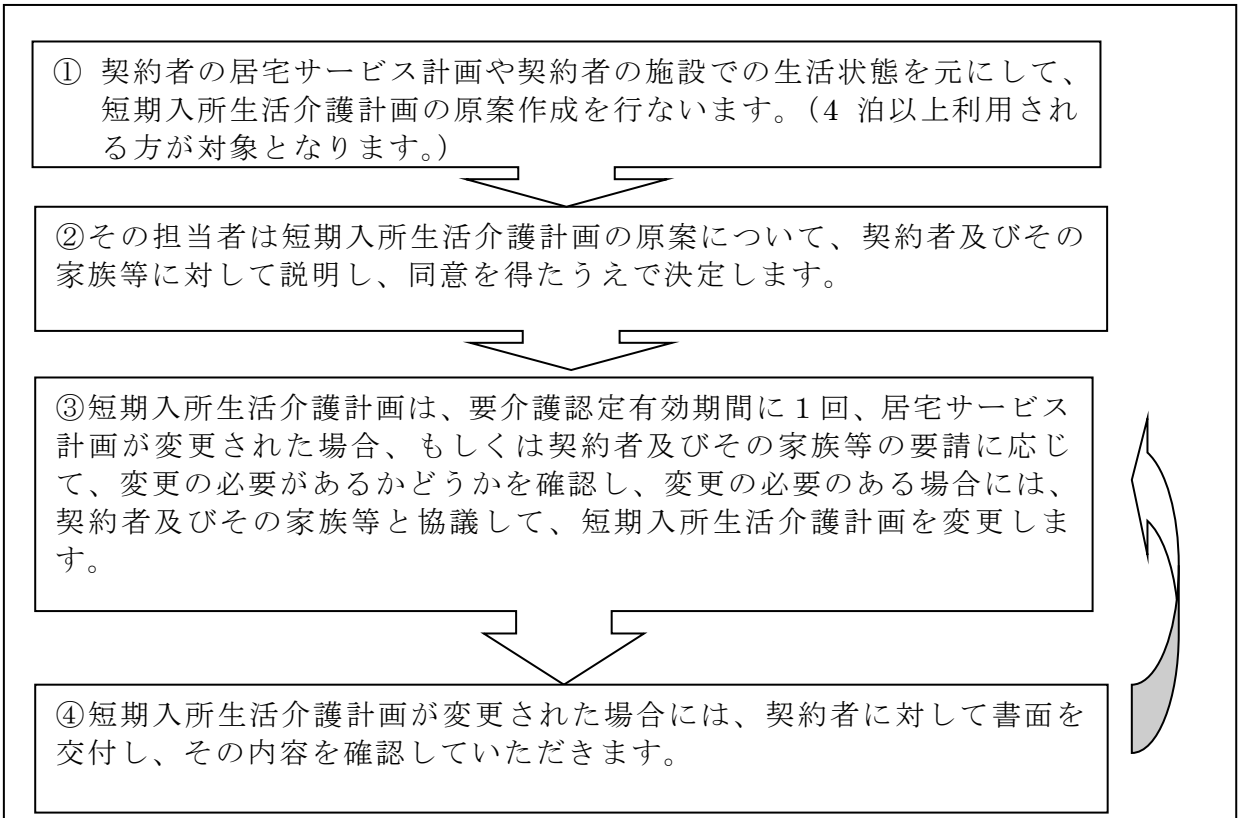 ① 契約者の居宅サービス計画や契約者の施設での生活状態を元にして、
短期入所生活介護計画の原案作成を行ないます。(4 泊以上利用され
る方が対象となります。)
②その担当者は短期入所生活介護計画の原案について、契約者及びその
家族等に対して説明し、同意を得たうえで決定します。
③短期入所生活介護計画は、要介護認定有効期間に1回、居宅サービス
計画が変更された場合、もしくは契約者及びその家族等の要請に応じ
て、変更の必要があるかどうかを確認し、変更の必要のある場合には、
契約者及びその家族等と協議して、短期入所生活介護計画を変更しま
す。
④短期入所生活介護計画が変更された場合には、契約者に対して書面を
交付し、その内容を確認していただきます。